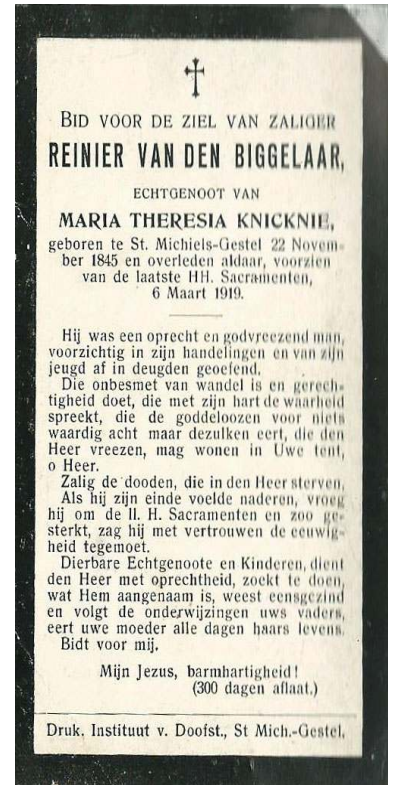 BID VOOR DE ZIEL VAN ZALIGER
REINIER VAN DEN BIGGELAAR,
ECHTGENOOT VAN
MARIA THERESIA KNICKNIE,
geboren te St. Michiels-Gestel 22 Novem-
ber 1845 en overleden aldaar, voorzien
van de laatste HH. Sacramenten,
6 Maart 1919.
Hij was een oprecht en godvreezend man,
voorzichtig in zijn handelingen en van zijn
jeugd af in deugden geoefend.
Die onbesmet van wandel is en gerech-
tigheid doet, die met zijn hart de waarheid
spreekt, die de goddeloozen voor niets
waardig acht maar dezulken eert, die den
Heer vreezen, mag wonen in Uwe tent,
o Heer.
Zalig de dooden, die in den Heer sterven.
Als hij zijn einde voelde naderen, vroeg
hij om de H. H. Sacramenten en zoo ge-
sterkt, zag hij met vertrouwen de eeuwig-
heid tegemoet.
Dierbare Echtgenoote en Kinderen, dient
den Heer met oprechtheid, zoekt te doen,
wat Hem aangenaam is, weest eensgezind
en volgt de onderwijzingen uws vaders,
eert uwe moeder alle dagen haars levens.
Bidt voor mij.
Mijn Jezus, barmhartigheid!
(300 dagen aflaat.)
Druk. Instituut v. Doofst., St Mich.-Gestel.